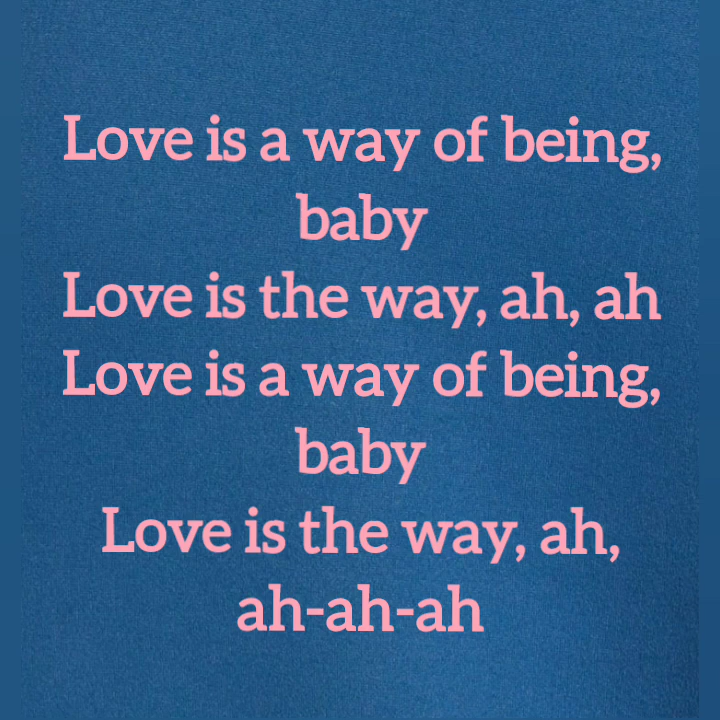 Love is a way of being,
baby
Love is the way, ah, ah
Love is a way of being,
baby
Love is the way, ah,
ah-ah-ah